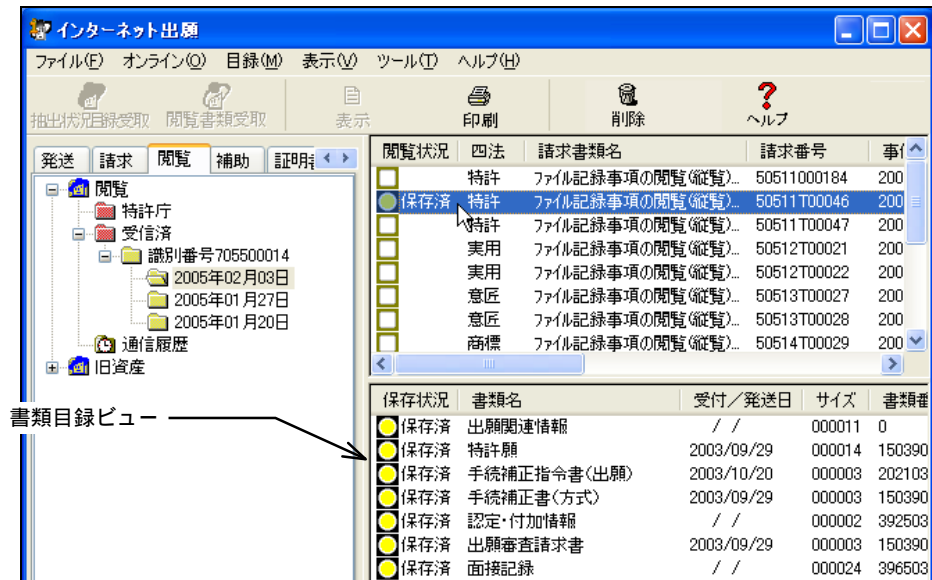 インターネット出願
ファイル(F) オンライン(O) 目録(M) 表示(V) ツール(T) ヘルプ(H)
抽出状況目録受取 閲覧書類受取 表示 印刷 削除 ヘルプ
発送 請求 閲覧 補助
閲覧
特許庁
受信済
識別番号705500014
2005年02月03日
2005年01月27日
2005年01月20日
通信履歴
旧資産
閲覧状況 四法 請求書類名 請求番号
特許 ファイル記録事項の閲覧(縦覧)... 50511000184 200
保存済 特許 ファイル記録事項の閲覧(縦覧)... 50511T00046 200
特許 ファイル記録事項の閲覧(縦覧)... 50511T00047 200
実用 ファイル記録事項の閲覧(縦覧)... 50512T00021 200
実用 ファイル記録事項の閲覧(縦覧)... 50512T00022 200
意匠 ファイル記録事項の閲覧(縦覧)... 50513T00027 200
意匠 ファイル記録事項の閲覧(縦覧)... 50513T00028 200
商標 ファイル記録事項の閲覧(縦覧)... 50514T00029 200
書類目録ビュー
保存状況 書類名 受付/発送日 サイズ 書類番
保存済 出願関連情報 / / 000011 0
保存済 特許願 2003/09/29 000014 150390
保存済 手続補正指令書(出願) 2003/10/20 000003 202103
保存済 手続補正書(方式) 2003/09/29 000003 150390
保存済 認定・付加情報 / / 000002 392503
保存済 出願審査請求書 2003/09/29 000003 150390
保存済 面接記録 / / 000024 396503